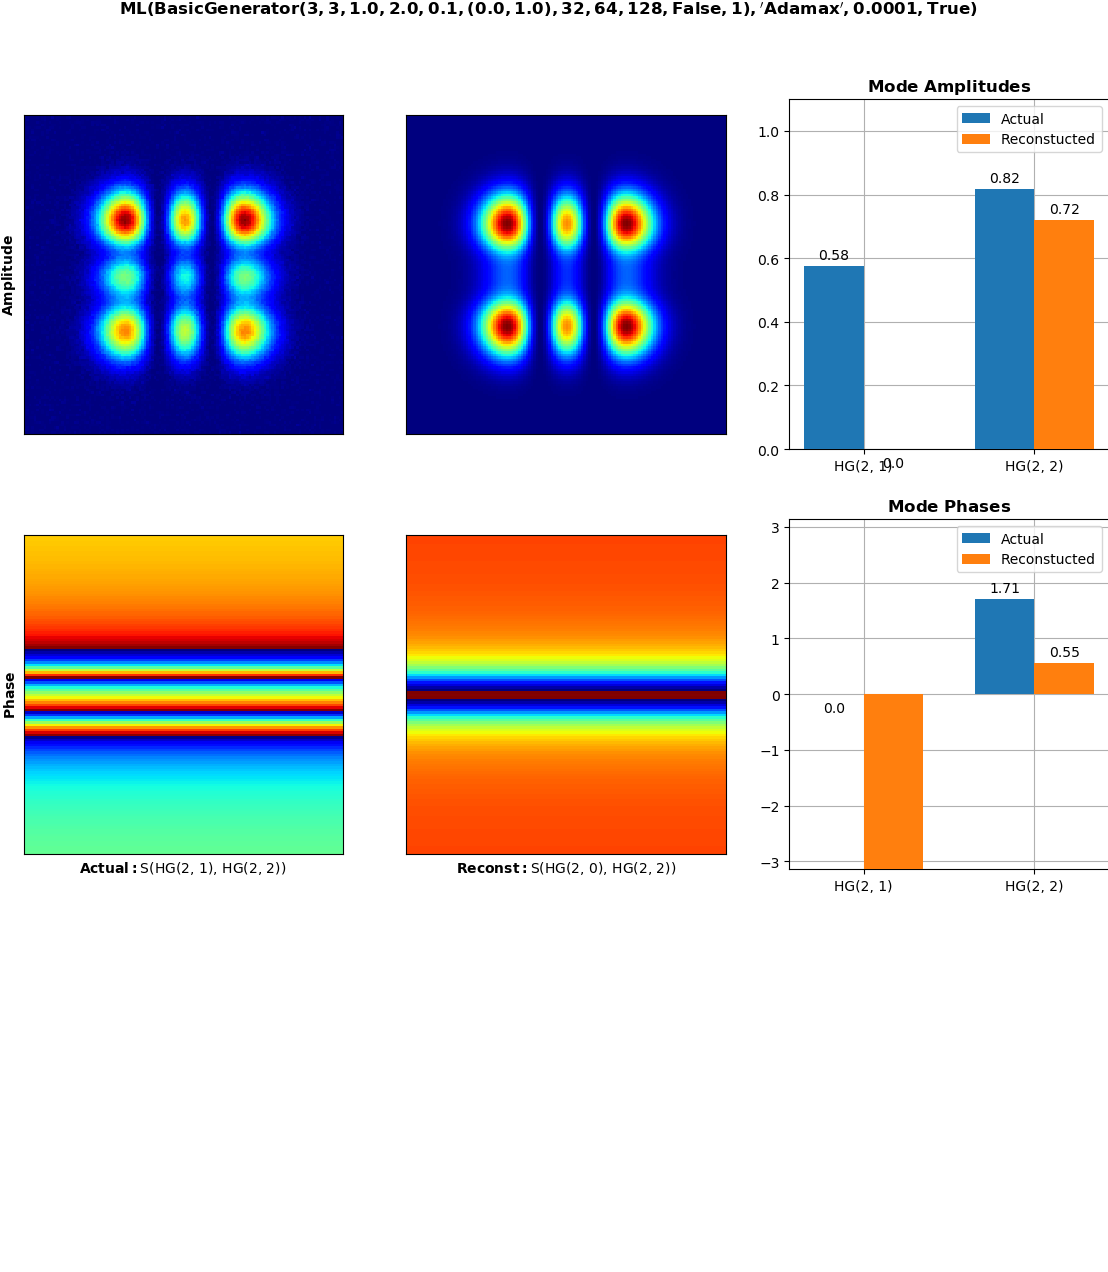 ML(BasicGenerator(3, 3, 1.0, 2.0, 0.1, (0.0, 1.0), 32, 64, 128, False, 1), 'Adamax', 0.0001, True)
Amplitude
Mode Amplitudes
Actual
Reconstucted
1.0
0.8
0.6
0.4
0.2
0.0
0.58
0.0
0.82
0.72
HG(2, 1)
HG(2, 2)
Phase
Actual: S(HG(2, 1), HG(2, 2))
Reconst: S(HG(2, 0), HG(2, 2))
Mode Phases
Actual
Reconstucted
3
2
1
0
−1
−2
−3
0.0
1.71
0.55
HG(2, 1)
HG(2, 2)